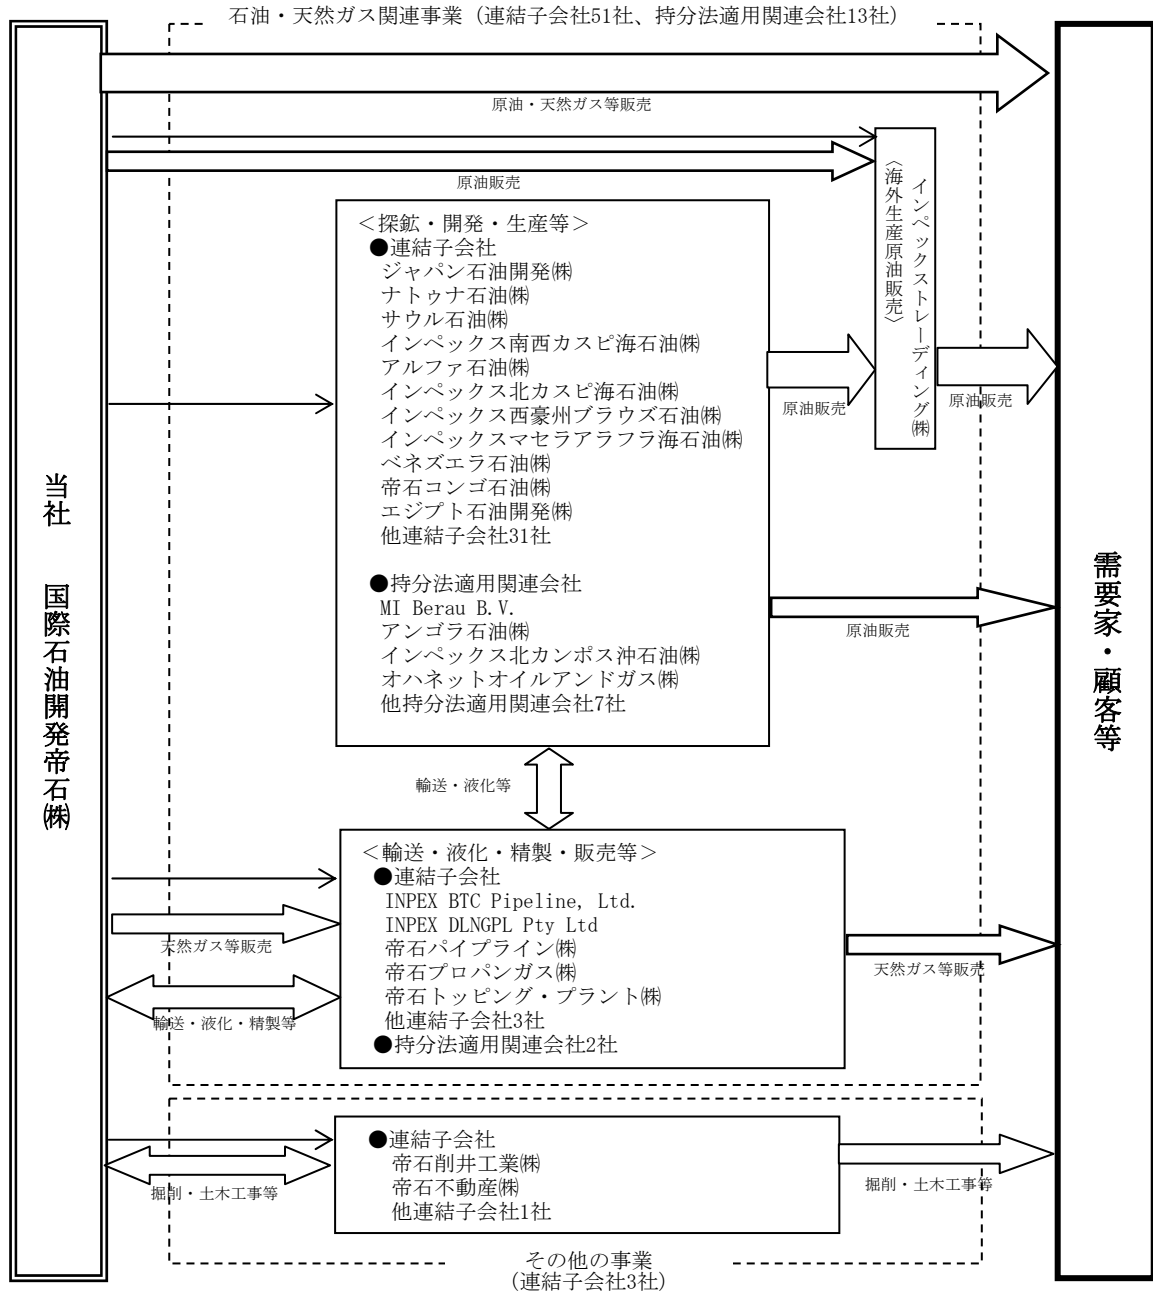 石油・天然ガス関連事業 (連結子会社51社、持分法適用関連会社13社)
原油・天然ガス等販売
原油販売
インペックストレーディング㈱
〈海外生産原油販売〉
＜探鉱・開発・生産等＞
●連結子会社
ジャパン石油開発㈱
ナトゥナ石油㈱
サウル石油㈱
インペックス南西カスピ海石油㈱
アルファ石油㈱
インペックス北カスピ海石油㈱
インペックス西豪州ブラウズ石油㈱
インペックスマセラアラフラ海石油㈱
ベネズエラ石油㈱
帝石コンゴ石油㈱
エジプト石油開発㈱
他連結子会社31社
●持分法適用関連会社
MI Berau B.V.
アンゴラ石油㈱
インペックス北カンポス沖石油㈱
オハネットオイルアンドガス㈱
他持分法適用関連会社7社
原油販売
原油販売
原油販売
当社 国際石油開発帝石㈱
需要家・顧客等
輸送・液化等
＜輸送・液化・精製・販売等＞
●連結子会社
INPEX BTC Pipeline, Ltd.
INPEX DLNGPL Pty Ltd
帝石パイプライン㈱
帝石プロパンガス㈱
帝石トッピング・プラント㈱
他連結子会社3社
●持分法適用関連会社2社
天然ガス等販売
輸送・液化・精製等
天然ガス等販売
●連結子会社
帝石削井工業㈱
帝石不動産㈱
他連結子会社1社
掘削・土木工事等
掘削・土木工事等
その他の事業
(連結子会社3社)